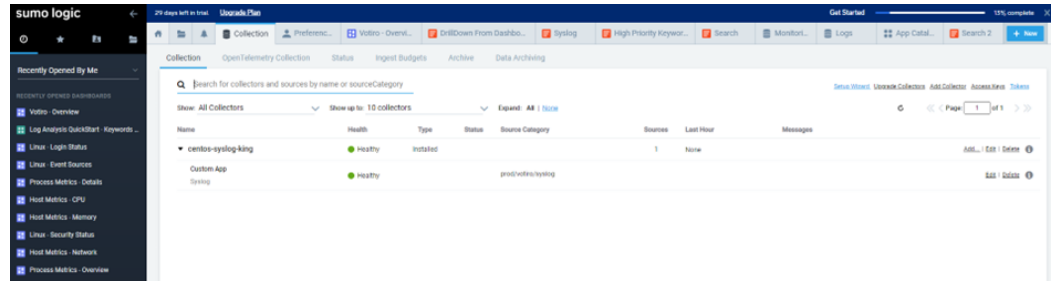 sumo logic
29 days left in trial. Upgrade Plan
Get Started
13% complete
Collection
Preferenc...
Votiro - Overvi...
DrillDown From Dashbo...
Syslog
High Priority Keywor...
Search
Monitori...
Logs
App Catal...
Search 2
+ New
Recently Opened By Me
RECENTLY OPENED DASHBOARDS
Votiro - Overview
Log Analysis QuickStart - Keywords ...
Linux - Login Status
Linux - Event Sources
Process Metrics - Details
Host Metrics - CPU
Host Metrics - Memory
Linux - Security Status
Host Metrics - Network
Process Metrics - Overview
Collection OpenTelemetry Collection Status Ingest Budgets Archive Data Archiving
Search for collectors and sources by name or sourceCategory
Setup Wizard Upgrade Collectors Add Collector Access Keys Tokens
Show: All Collectors Show up to: 10 collectors Expand: All | None
Page: 1 of 1
Name Health Type Status Source Category Sources Last Hour Messages
centos-syslog-king Healthy Installed 1 None Add... | Edit | Delete
Custom App Healthy prod/votiro/syslog Edit | Delete
Syslog